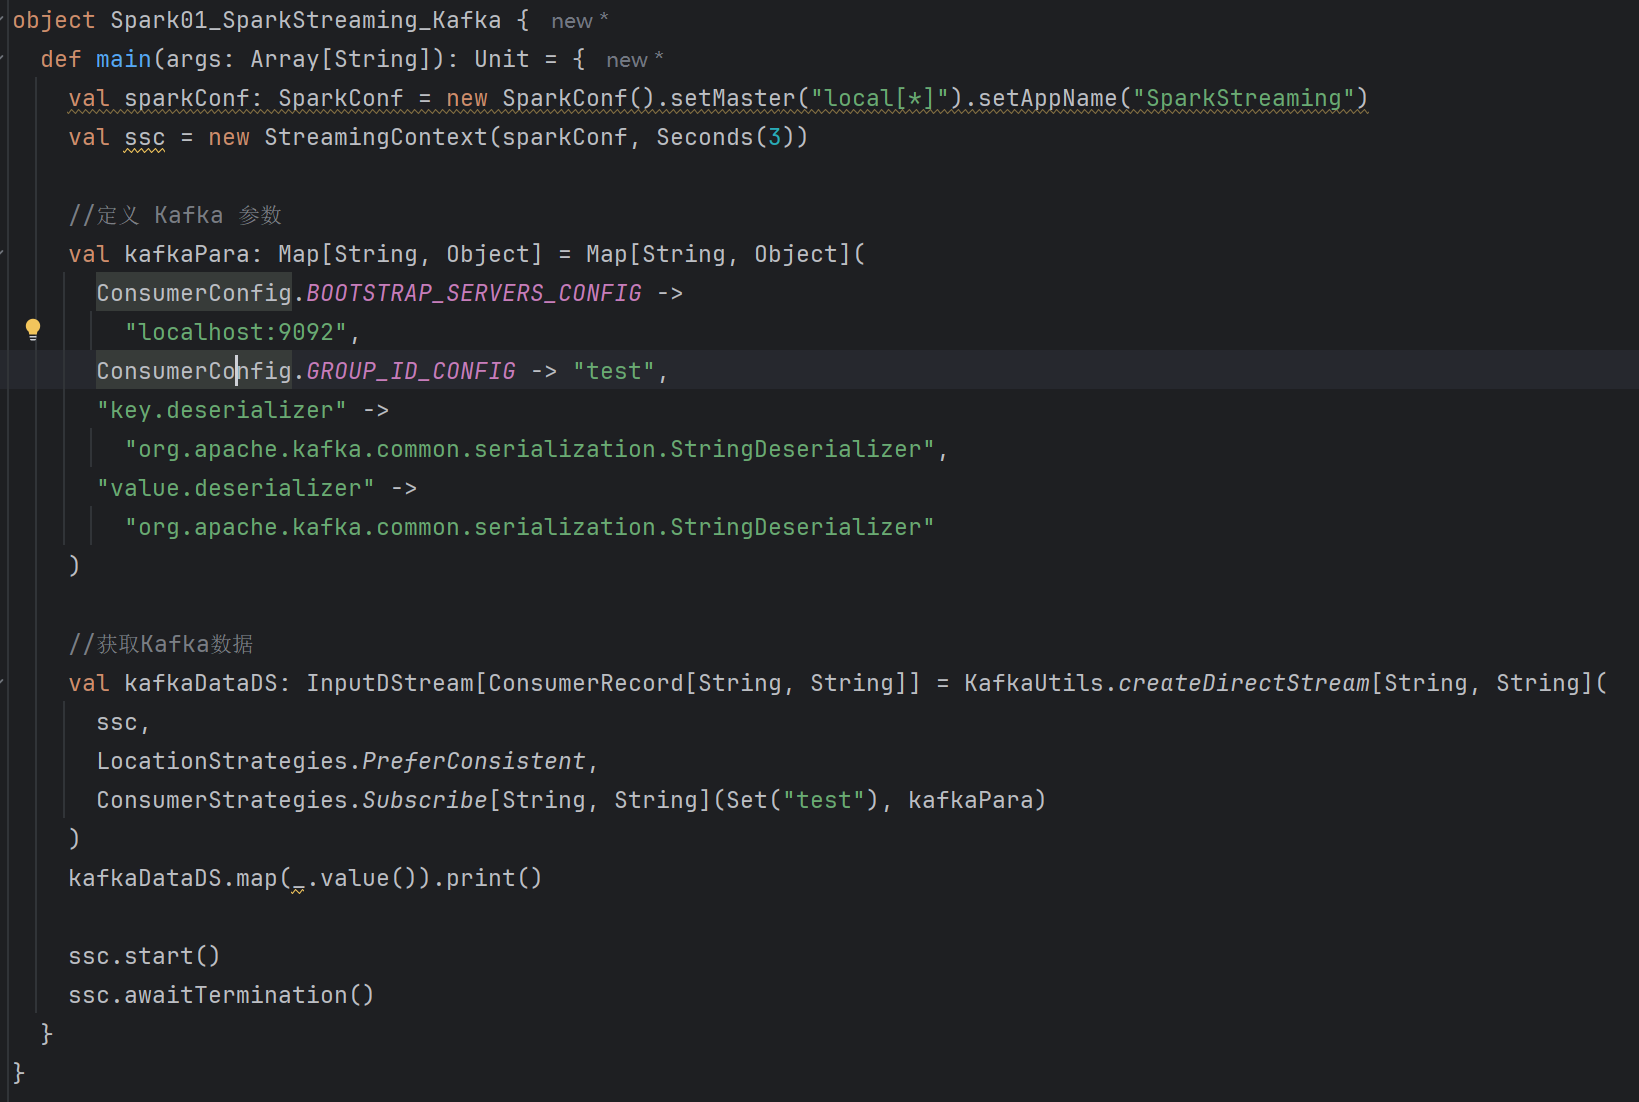 object Spark01_SparkStreaming_Kafka {  new *
  def main(args: Array[String]): Unit = {  new *
    val sparkConf: SparkConf = new SparkConf().setMaster("local[*]").setAppName("SparkStreaming")
    val ssc = new StreamingContext(sparkConf, Seconds(3))

    //定义 Kafka 参数
    val kafkaPara: Map[String, Object] = Map[String, Object](
      ConsumerConfig.BOOTSTRAP_SERVERS_CONFIG ->
        "localhost:9092",
      ConsumerConfig.GROUP_ID_CONFIG -> "test",
      "key.deserializer" ->
        "org.apache.kafka.common.serialization.StringDeserializer",
      "value.deserializer" ->
        "org.apache.kafka.common.serialization.StringDeserializer"
    )

    //获取Kafka数据
    val kafkaDataDS: InputDStream[ConsumerRecord[String, String]] = KafkaUtils.createDirectStream[String, String](
      ssc,
      LocationStrategies.PreferConsistent,
      ConsumerStrategies.Subscribe[String, String](Set("test"), kafkaPara)
    )
    kafkaDataDS.map(_.value()).print()

    ssc.start()
    ssc.awaitTermination()
  }
}